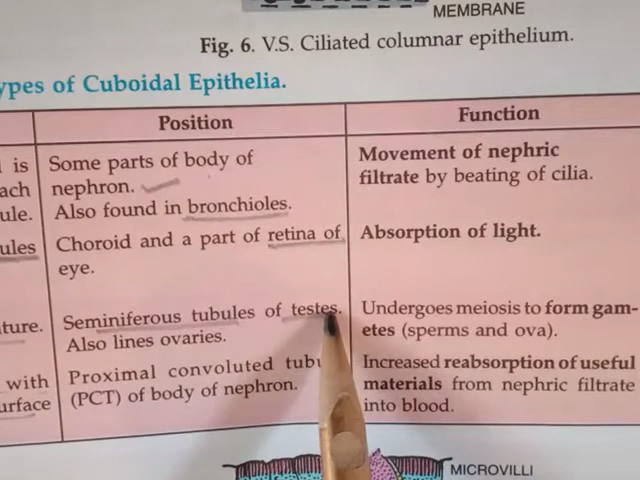 MEMBRANE
Fig. 6. V.S. Ciliated columnar epithelium.
ypes of Cuboidal Epithelia.
Position
Function
is
ach
ule.
Some parts of body of
nephron.
Also found in bronchioles.
Movement of nephric
filtrate by beating of cilia.
ules
Choroid and a part of retina of
eye.
Absorption of light.
ture.
Seminiferous tubules of testes.
Also lines ovaries.
Undergoes meiosis to form gam-
etes (sperms and ova).
with
urface
Proximal convoluted tubu
(PCT) of body of nephron.
Increased reabsorption of useful
materials from nephric filtrate
into blood.
MICROVILLI